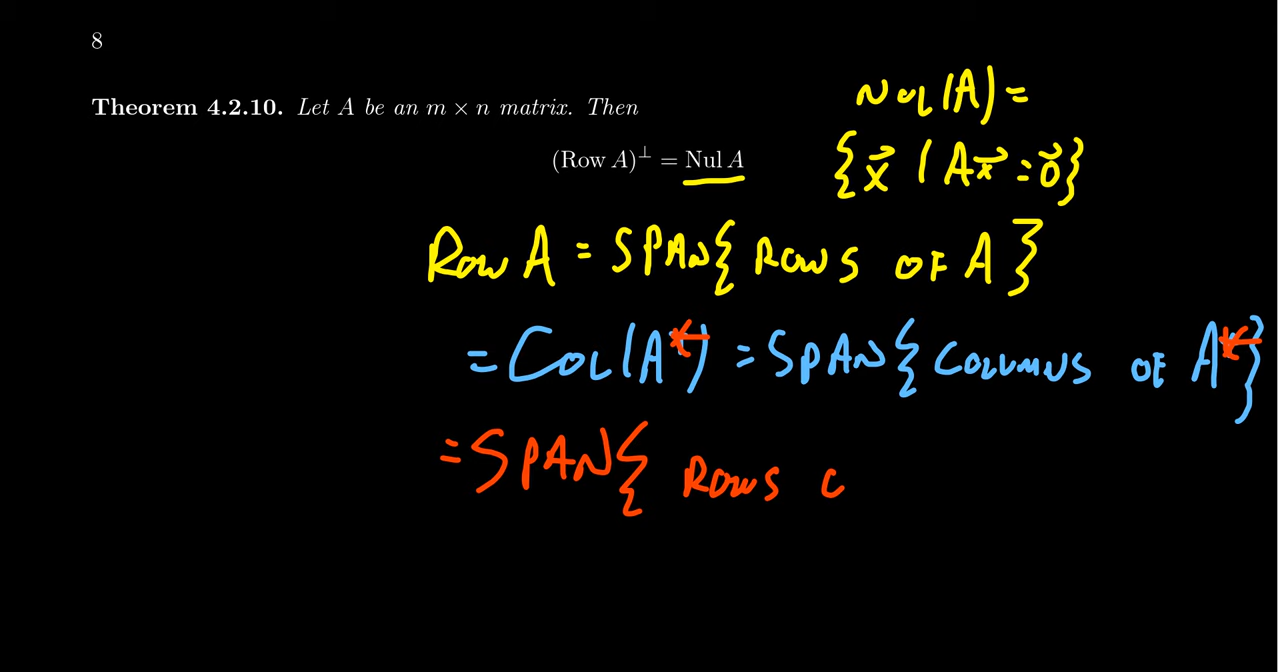 8
Theorem 4.2.10. Let A be an m × n matrix. Then
(Row A)⊥ = Nul A
NUL(A) =
{x⃗ | Ax⃗ = 0⃗}
ROW A = SPAN{ROWS OF A}
= COL(A*) = SPAN{COLUMNS OF A*}
= SPAN{ ROWS